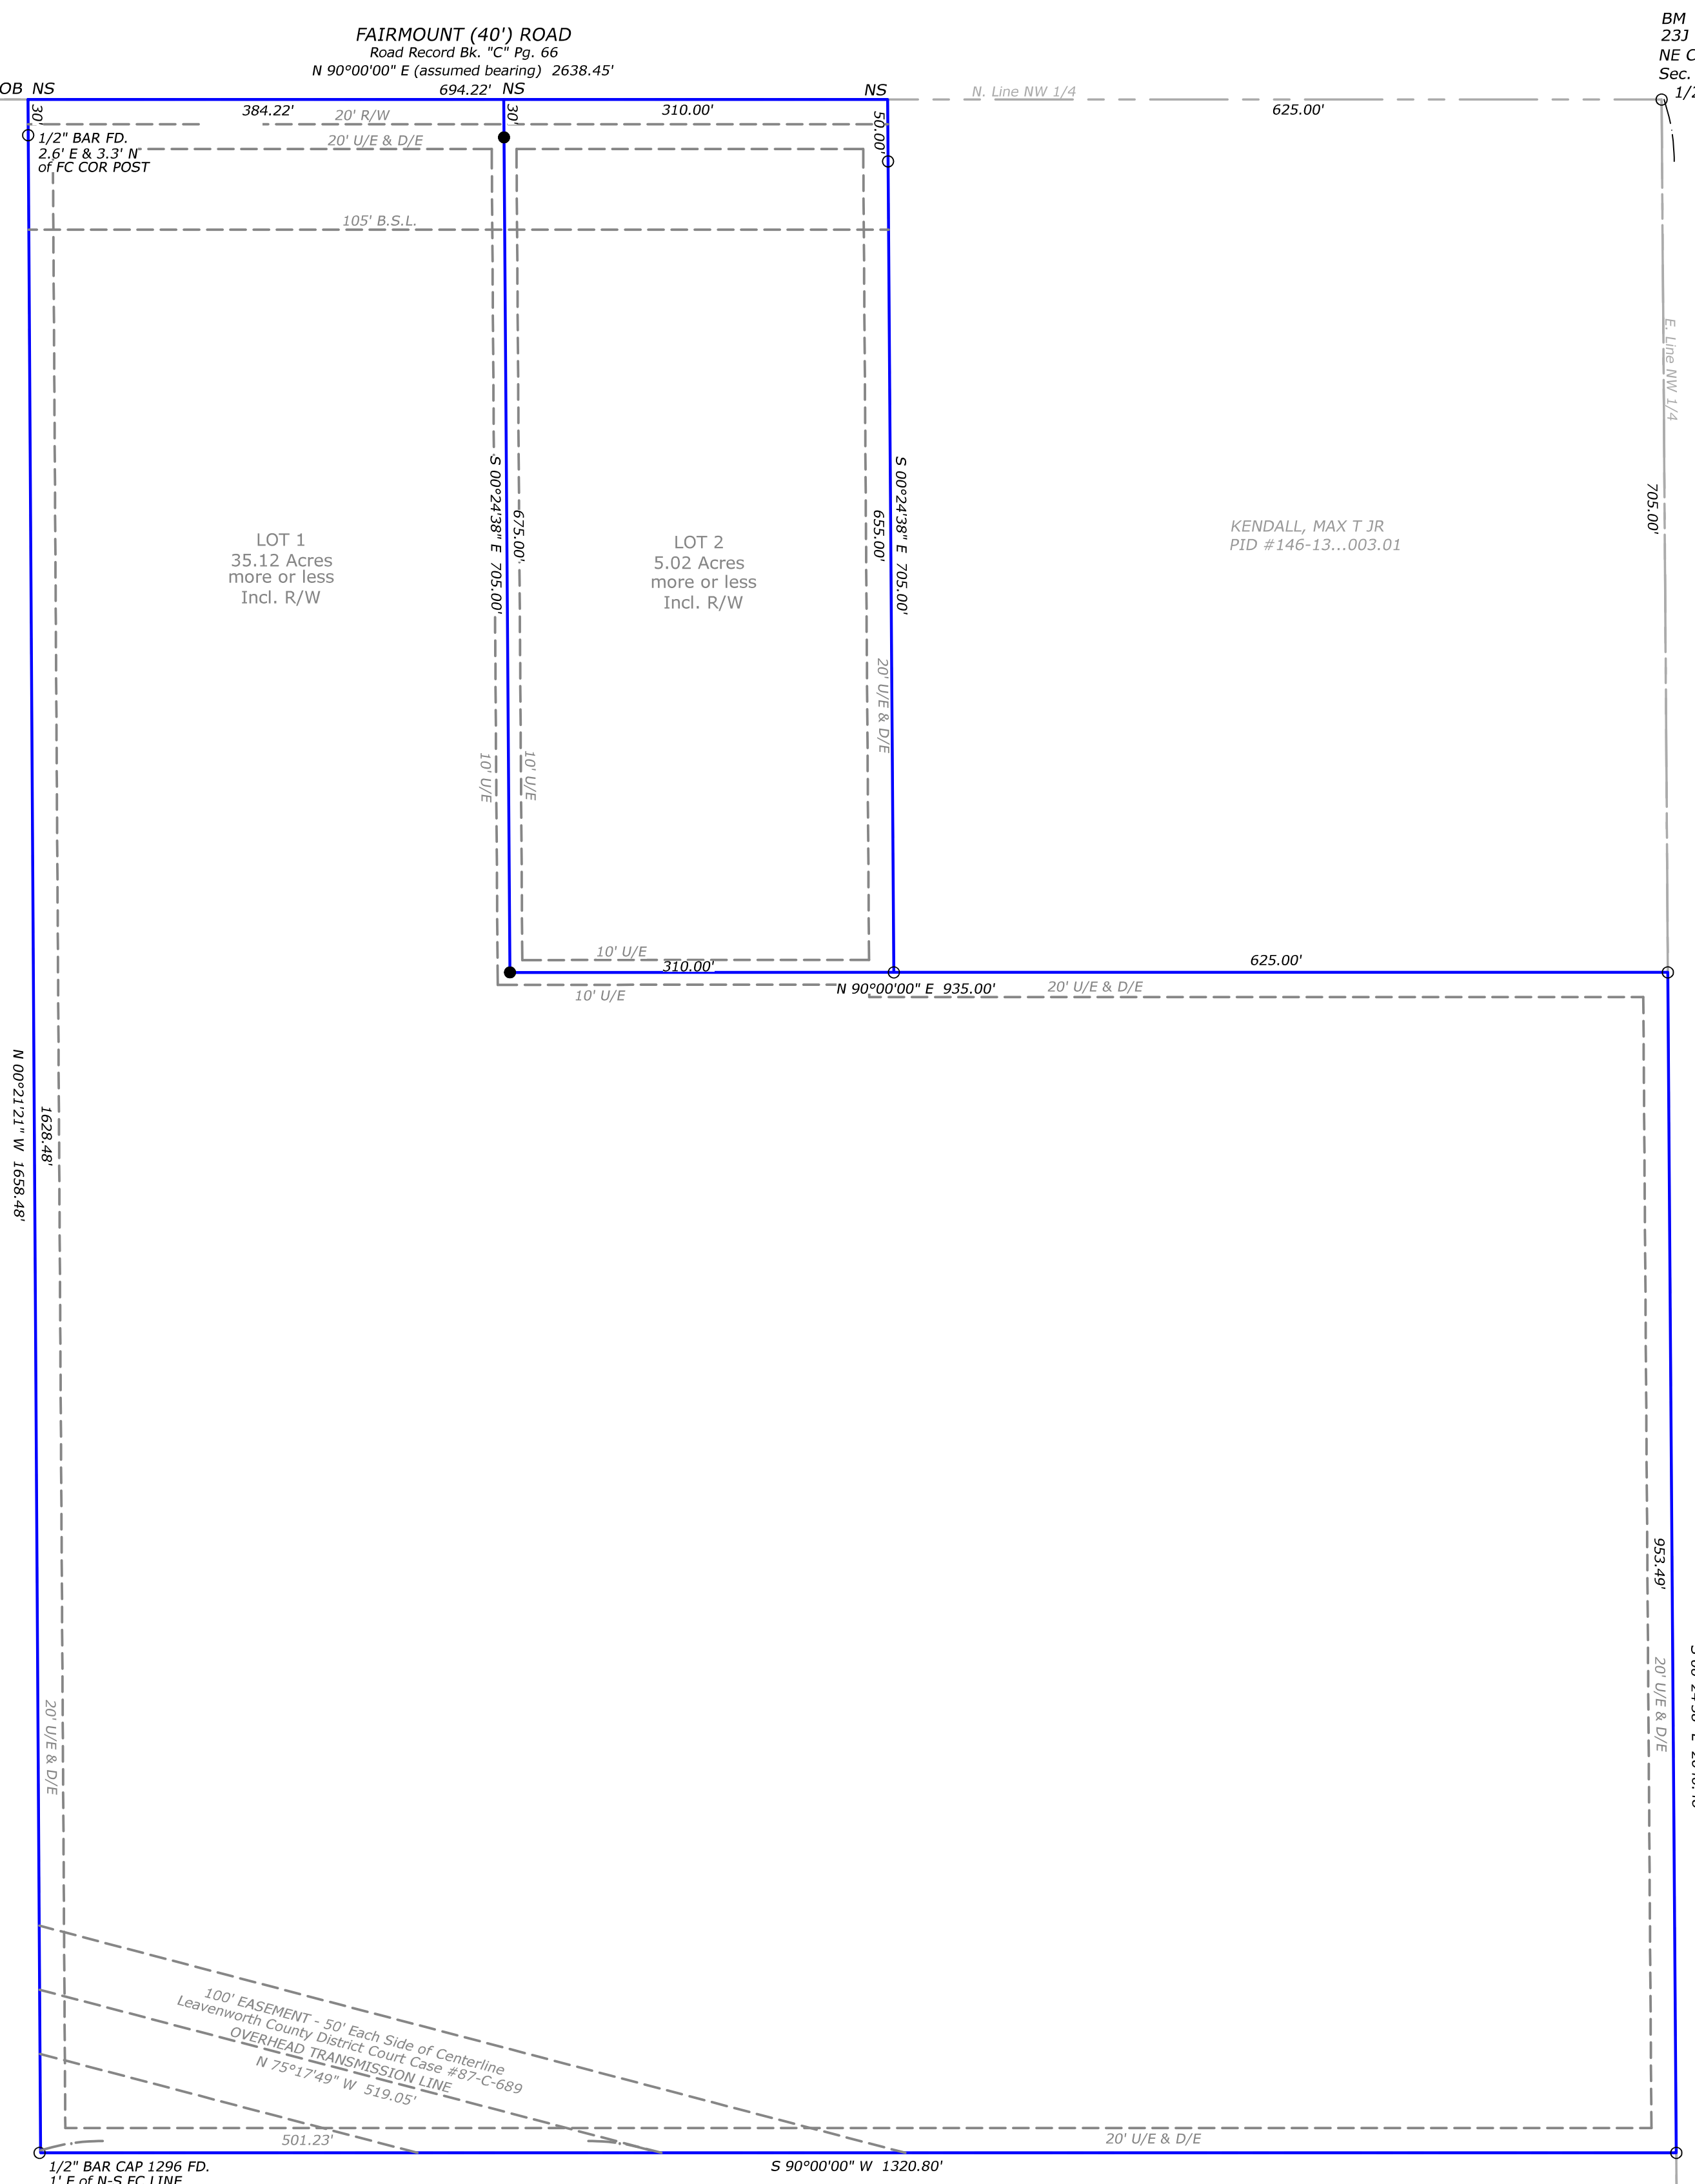 FAIRMOUNT (40') ROAD
Road Record Bk. "C" Pg. 66
N 90°00'00" E (assumed bearing) 2638.45'
BM
23J
NE C
Sec.
1/2
OB NS
694.22' NS
NS
N. Line NW 1/4
30'
384.22'
30'
310.00'
50.00'
625.00'
20' R/W
1/2" BAR FD.
2.6' E & 3.3' N
of FC COR POST
20' U/E & D/E
105' B.S.L.
E. Line NW 1/4
S 00°24'38" E 705.00'
675.00'
655.00'
S 00°24'38" E 705.00'
705.00'
LOT 1
35.12 Acres
more or less
Incl. R/W
LOT 2
5.02 Acres
more or less
Incl. R/W
KENDALL, MAX T JR
PID #146-13...003.01
20' U/E & D/E
10' U/E
10' U/E
10' U/E
310.00'
625.00'
10' U/E
N 90°00'00" E 935.00'
20' U/E & D/E
N 00°21'21" W 1658.48'
1628.48'
953.49'
20' U/E & D/E
20' U/E & D/E
100' EASEMENT - 50' Each Side of Centerline
Leavenworth County District Court Case #87-C-689
OVERHEAD TRANSMISSION LINE
N 75°17'49" W 519.05'
501.23'
20' U/E & D/E
1/2" BAR CAP 1296 FD.
1' E of N-S FC LINE
S 90°00'00" W 1320.80'